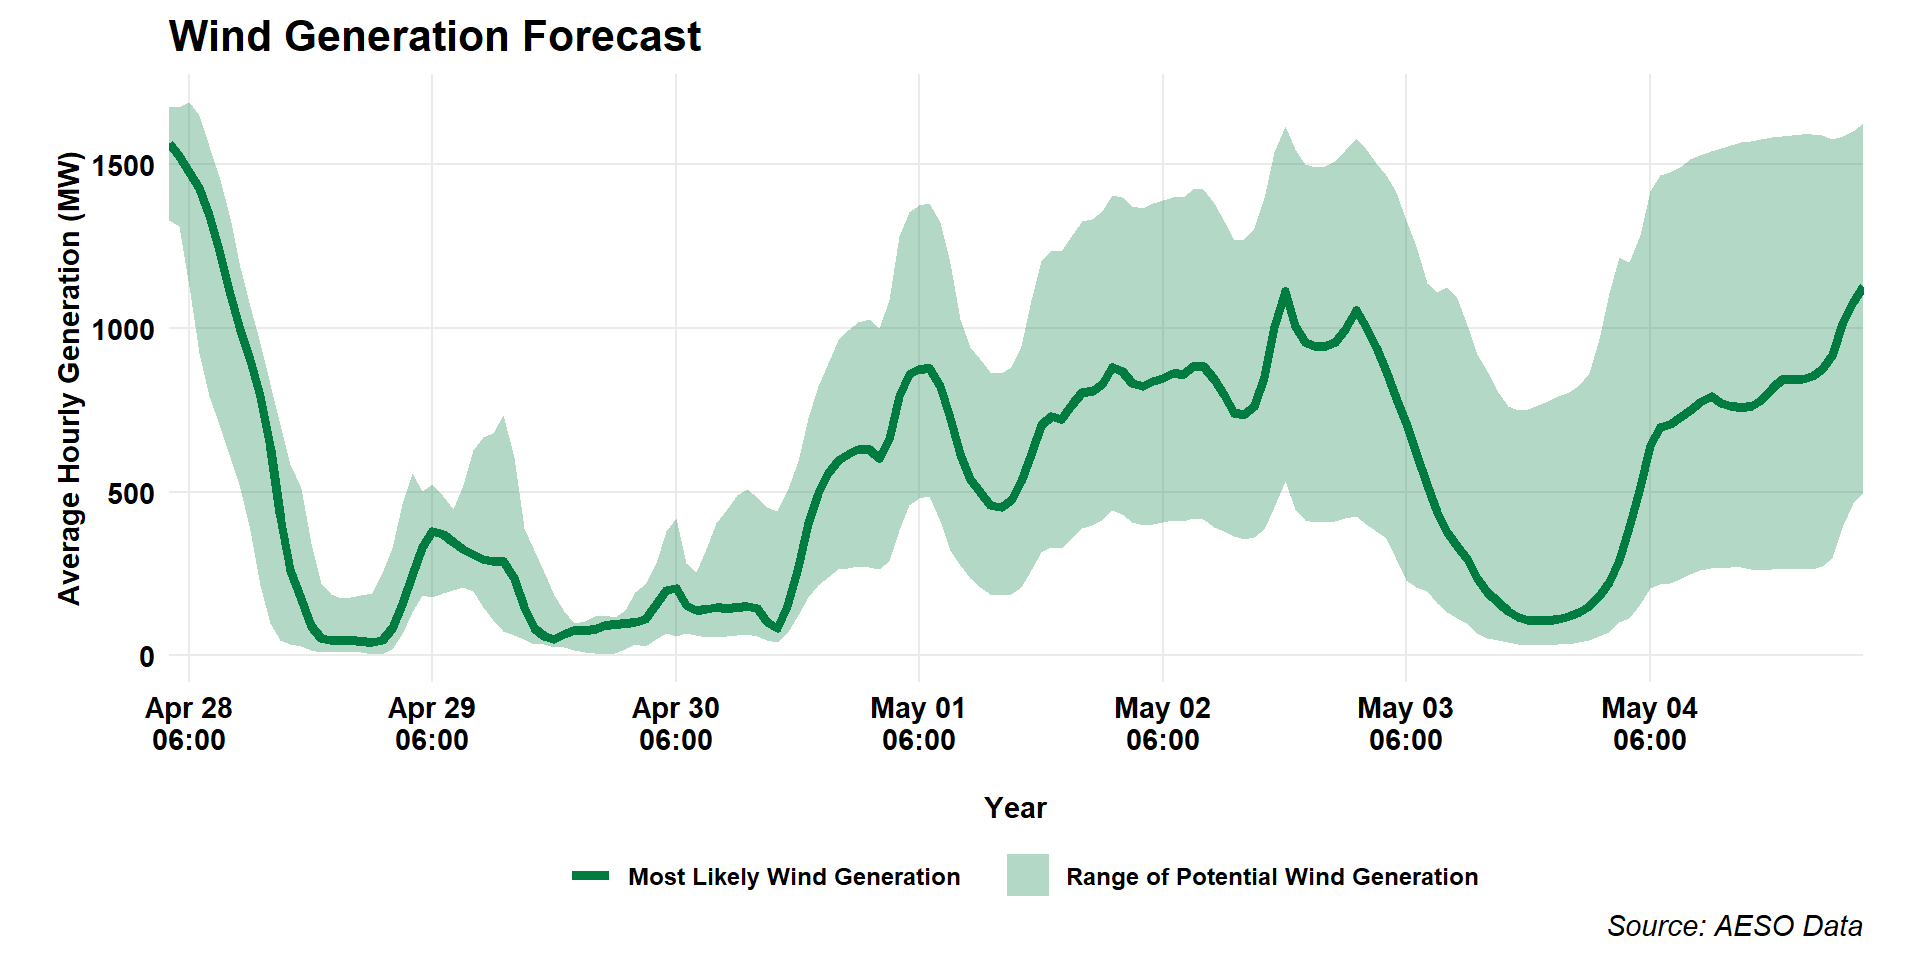 Wind Generation Forecast
Average Hourly Generation (MW)
1500
1000
500
0
Apr 28 Apr 29 Apr 30 May 01 May 02 May 03 May 04
06:00 06:00 06:00 06:00 06:00 06:00 06:00
Year
Most Likely Wind Generation Range of Potential Wind Generation
Source: AESO Data